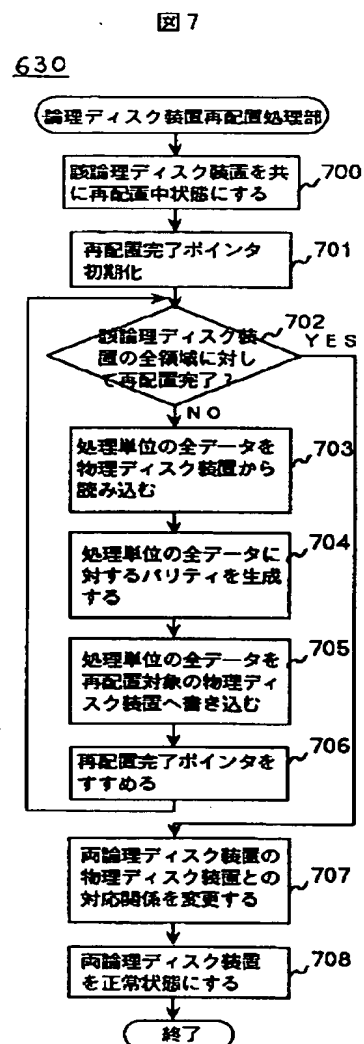 図７
630
論理ディスク装置再配置処理部
該論理ディスク装置を共
に再配置中状態にする
700
再配置完了ポインタ
初期化
701
該論理ディスク装
置の全領域に対し
て再配置完了？
702
YES
NO
処理単位の全データを
物理ディスク装置から
読み込む
703
処理単位の全データに
対するパリティを生成
する
704
処理単位の全データを
再配置対象の物理ディ
スク装置へ書き込む
705
再配置完了ポインタを
すすめる
706
両論理ディスク装置の
物理ディスク装置との
対応関係を変更する
707
両論理ディスク装置
を正常状態にする
708
終了